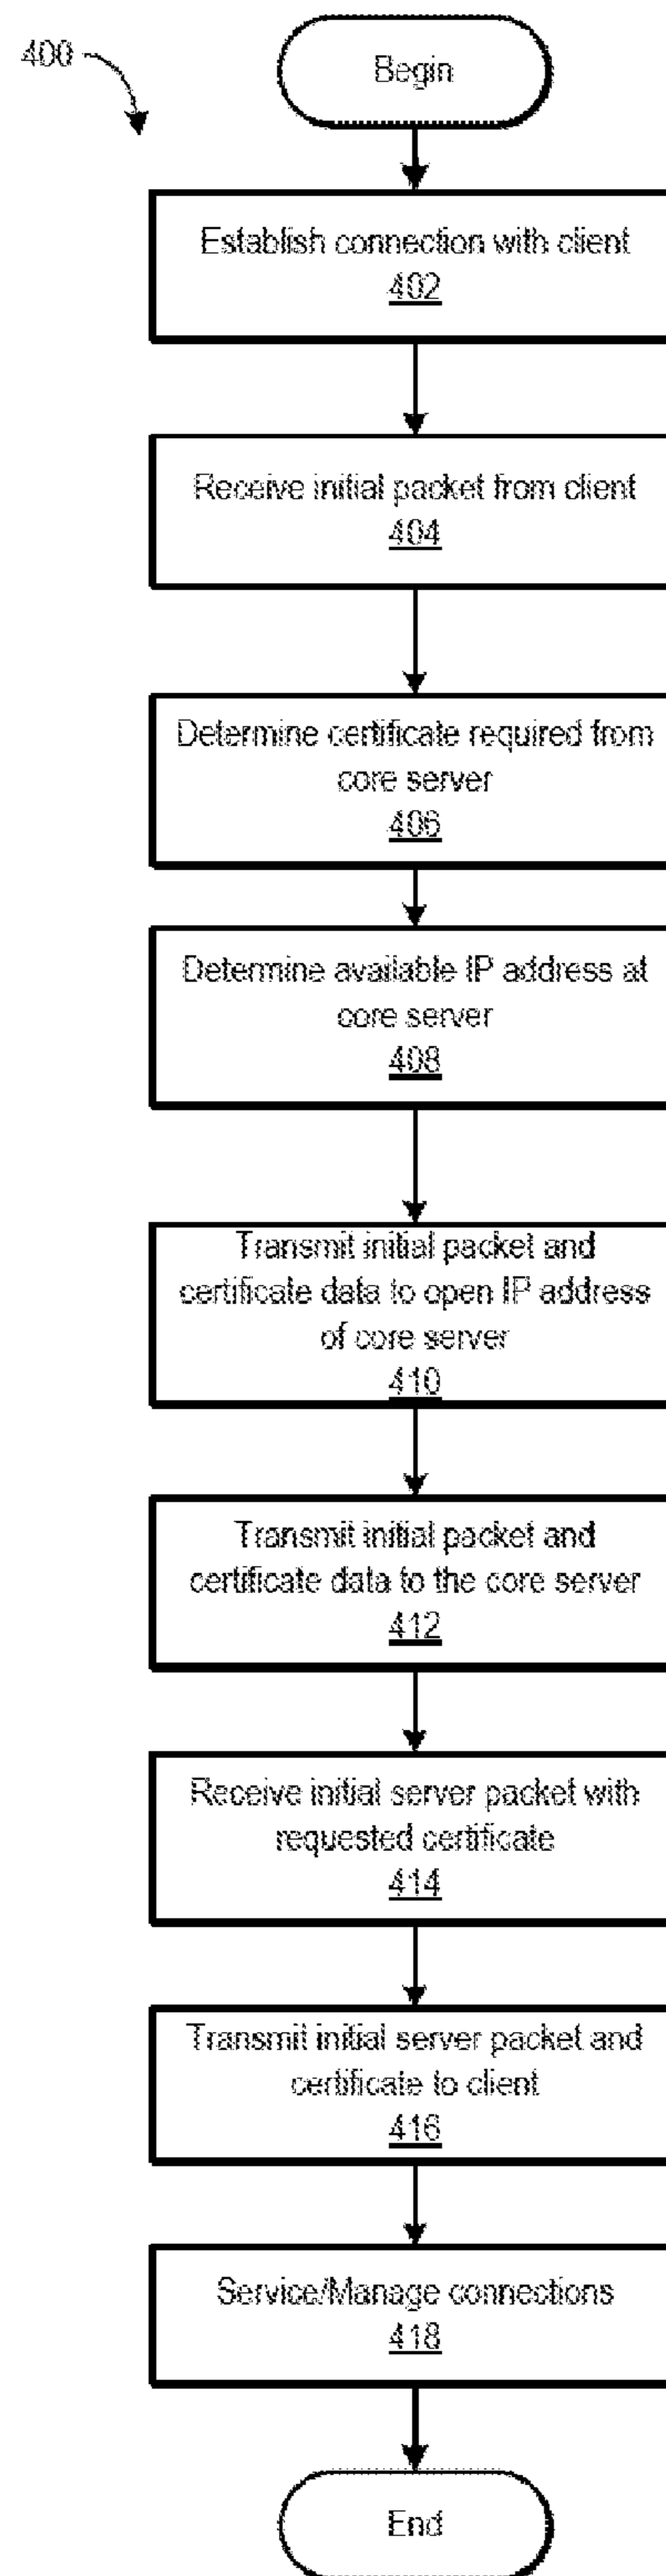 400
Begin
Establish connection with client
402
Receive initial packet from client
404
Determine certificate required from
core server
406
Determine available IP address at
core server
408
Transmit initial packet and
certificate data to open IP address
of core server
410
Transmit initial packet and
certificate data to the core server
412
Receive initial server packet with
requested certificate
414
Transmit initial server packet and
certificate to client
416
Service/Manage connections
418
End